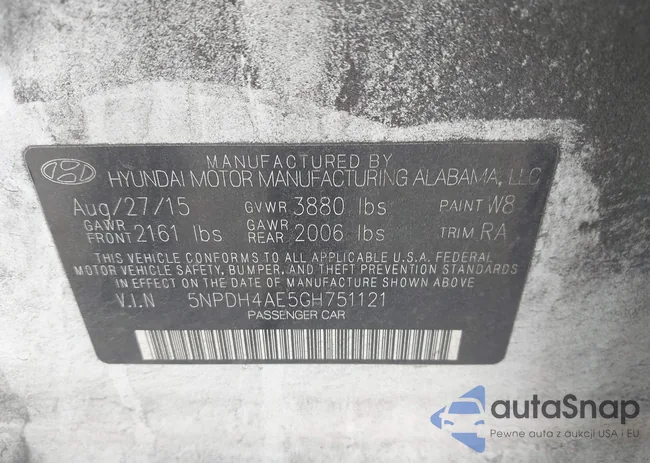 MANUFACTURED BY
HYUNDAI MOTOR MANUFACTURING ALABAMA, LLC
Aug/27/15 GVWR 3880 lbs PAINT W8
GAWR FRONT 2161 lbs GAWR REAR 2006 lbs TRIM RA
THIS VEHICLE CONFORMS TO ALL APPLICABLE U.S.A. FEDERAL
MOTOR VEHICLE SAFETY, BUMPER, AND THEFT PREVENTION STANDARDS
IN EFFECT ON THE DATE OF MANUFACTURE SHOWN ABOVE.
V.I.N 5NPDH4AE5GH751121
PASSENGER CAR
autaSnap
Pewne auta z aukcji USA i EU